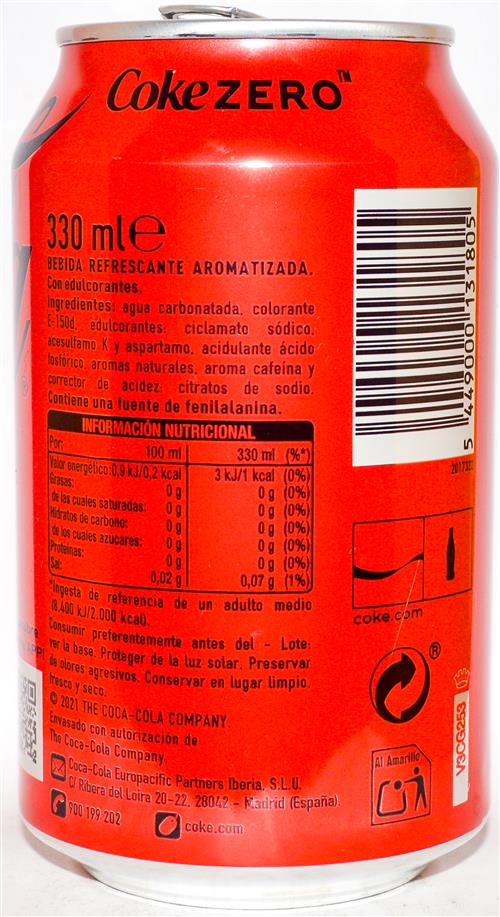 Coke ZERO™
330 ml e
BEBIDA REFRESCANTE AROMATIZADA.
Con edulcorantes.
Ingredientes: agua carbonatada, colorante
E-150d, edulcorantes: ciclamato sódico,
acesulfamo K y aspartamo, acidulante ácido
fosfórico, aromas naturales, aroma cafeína y
corrector de acidez: citratos de sodio.
Contiene una fuente de fenilalanina.
INFORMACIÓN NUTRICIONAL
Por: 100 ml 330 ml (%*)
Valor energético: 0,9 kJ/0,2 kcal 3 kJ/1 kcal (0%)
Grasas: 0 g 0 g (0%)
de las cuales saturadas: 0 g 0 g (0%)
Hidratos de carbono: 0 g 0 g (0%)
de los cuales azúcares: 0 g 0 g (0%)
Proteínas: 0 g 0 g (0%)
Sal: 0,02 g 0,07 g (1%)
*Ingesta de referencia de un adulto medio
(8.400 kJ/2.000 kcal).
Consumir preferentemente antes del - Lote:
ver la base. Proteger de la luz solar. Preservar
de olores agresivos. Conservar en lugar limpio,
fresco y seco.
© 2021 THE COCA-COLA COMPANY
Envasado con autorización de
The Coca-Cola Company.
Coca-Cola Europacific Partners Iberia, S.L.U.
C/ Ribera del Loira 20-22. 28042 - Madrid (España).
900 199 202
coke.com
5 449000 131805
coke.com
®
Al Amarillo
V3CG253
APP!